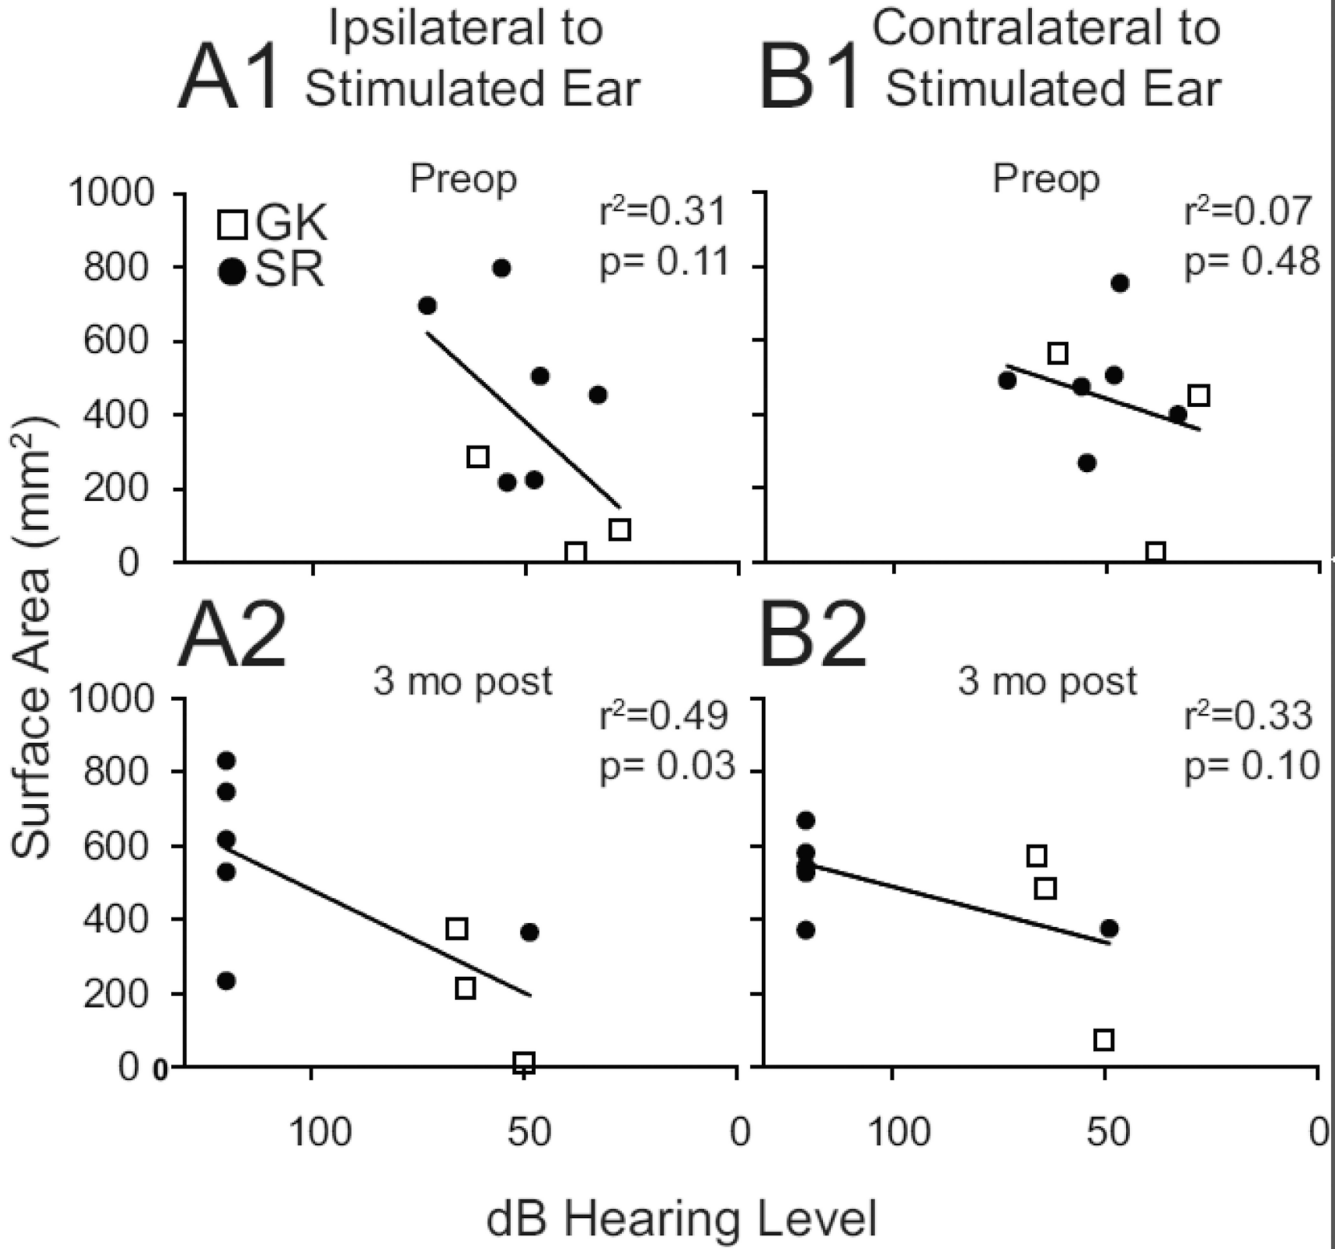 A1
Ipsilateral to
Stimulated Ear
B1
Contralateral to
Stimulated Ear
Surface Area (mm²)
Preop
r²=0.31
p= 0.11
GK
SR
1000
800
600
400
200
0
Preop
r²=0.07
p= 0.48
A2
3 mo post
r²=0.49
p= 0.03
1000
800
600
400
200
0 0
100 50 0
B2
3 mo post
r²=0.33
p= 0.10
100 50 0
dB Hearing Level